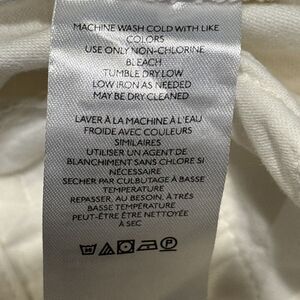 MACHINE WASH COLD WITH LIKE
COLORS
USE ONLY NON-CHLORINE
BLEACH
TUMBLE DRY LOW
LOW IRON AS NEEDED
MAY BE DRY CLEANED
LAVER À LA MACHINE À L'EAU
FROIDE AVEC COULEURS
SIMILAIRES
UTILISER UN AGENT DE
BLANCHIMENT SANS CHLORE SI
NÉCESSAIRE
SECHER PAR CULBUTAGE À BASSE
TEMPÉRATURE
REPASSER, AU BESOIN, À TRÈS
BASSE TEMPÉRATURE
PEUT-ÊTRE ÊTRE NETTOYÉE
À SEC